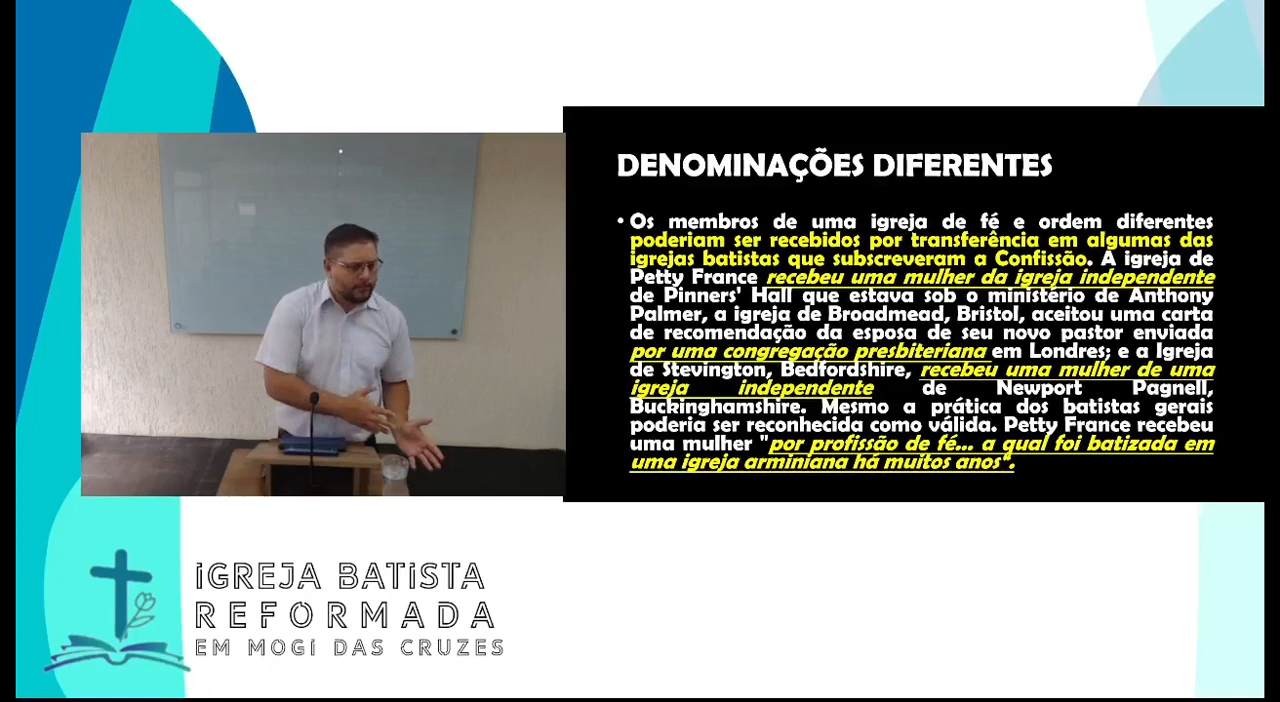 DENOMINAÇÕES DIFERENTES
• Os membros de uma igreja de fé e ordem diferentes
poderiam ser recebidos por transferência em algumas das
igrejas batistas que subscreveram a Confissão. A igreja de
Petty France recebeu uma mulher da igreja independente
de Pinners' Hall que estava sob o ministério de Anthony
Palmer, a igreja de Broadmead, Bristol, aceitou uma carta
de recomendação da esposa de seu novo pastor enviada
por uma congregação presbiteriana em Londres; e a Igreja
de Stevington, Bedfordshire, recebeu uma mulher de uma
igreja independente de Newport Pagnell,
Buckinghamshire. Mesmo a prática dos batistas gerais
poderia ser reconhecida como válida. Petty France recebeu
uma mulher "por profissão de fé... a qual foi batizada em
uma igreja arminiana há muitos anos".
IGREJA BATISTA
REFORMADA
EM MOGI DAS CRUZES